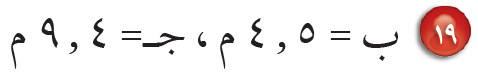 ١٩ ب = ٤,٥ م ، جـ = ٩,٤ م